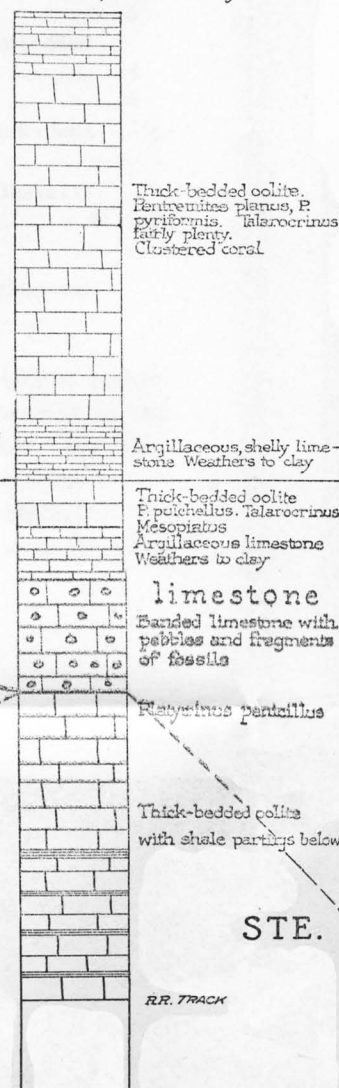 Thick-bedded oolite.
Pentremites planus, P.
pyriformis. Talarocrinus
fairly plenty.
Clustered coral
Argillaceous, shelly lime-
stone Weathers to clay
Thick-bedded oolite
P. pulchellus. Talarocrinus
Mesoplatus
Argillaceous limestone
Weathers to clay
limestone
Banded limestone with
pebbles and fragments
of fossils
Platycrinus penicillus
Thick-bedded oolite
with shale partings below
STE.
R.R. TRACK